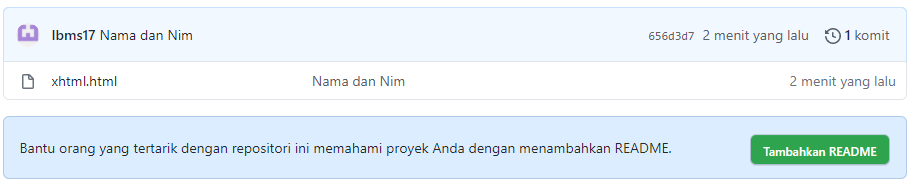 lbms17 Nama dan Nim 656d3d7 2 menit yang lalu 1 komit
xhtml.html Nama dan Nim 2 menit yang lalu
Bantu orang yang tertarik dengan repositori ini memahami proyek Anda dengan menambahkan README. Tambahkan README